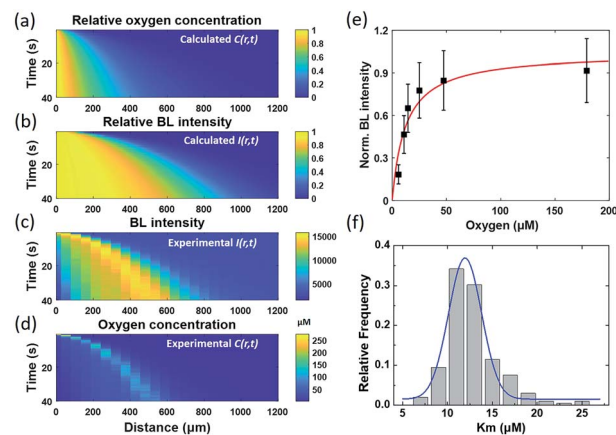 (a)
Relative oxygen concentration
Calculated C(r,t)
Time (s)
20
40
0 200 400 600 800 1000 1200
1
0.8
0.6
0.4
0.2
0
(b)
Relative BL intensity
Calculated I(r,t)
Time (s)
20
40
0 200 400 600 800 1000 1200
1
0.8
0.6
0.4
0.2
0
(c)
BL intensity
Experimental I(r,t)
Time (s)
20
40
0 200 400 600 800 1000 1200
15000
10000
5000
(d)
Oxygen concentration
µM
Experimental C(r,t)
Time (s)
20
40
0 200 400 600 800 1000 1200
Distance (µm)
250
200
150
100
50
(e)
Norm. BL intensity
1.2
0.9
0.6
0.3
0
0 50 100 150 200
Oxygen (µM)
(f)
Relative Frequency
0.4
0.3
0.2
0.1
0.0
5 10 15 20 25
Km (µM)